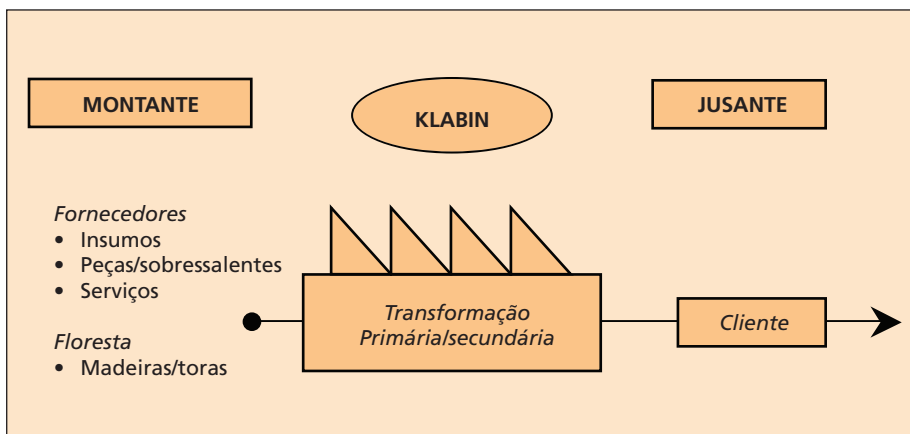 MONTANTE
KLABIN
JUSANTE
Fornecedores
• Insumos
• Peças/sobressalentes
• Serviços
Floresta
• Madeiras/toras
Transformação
Primária/secundária
Cliente